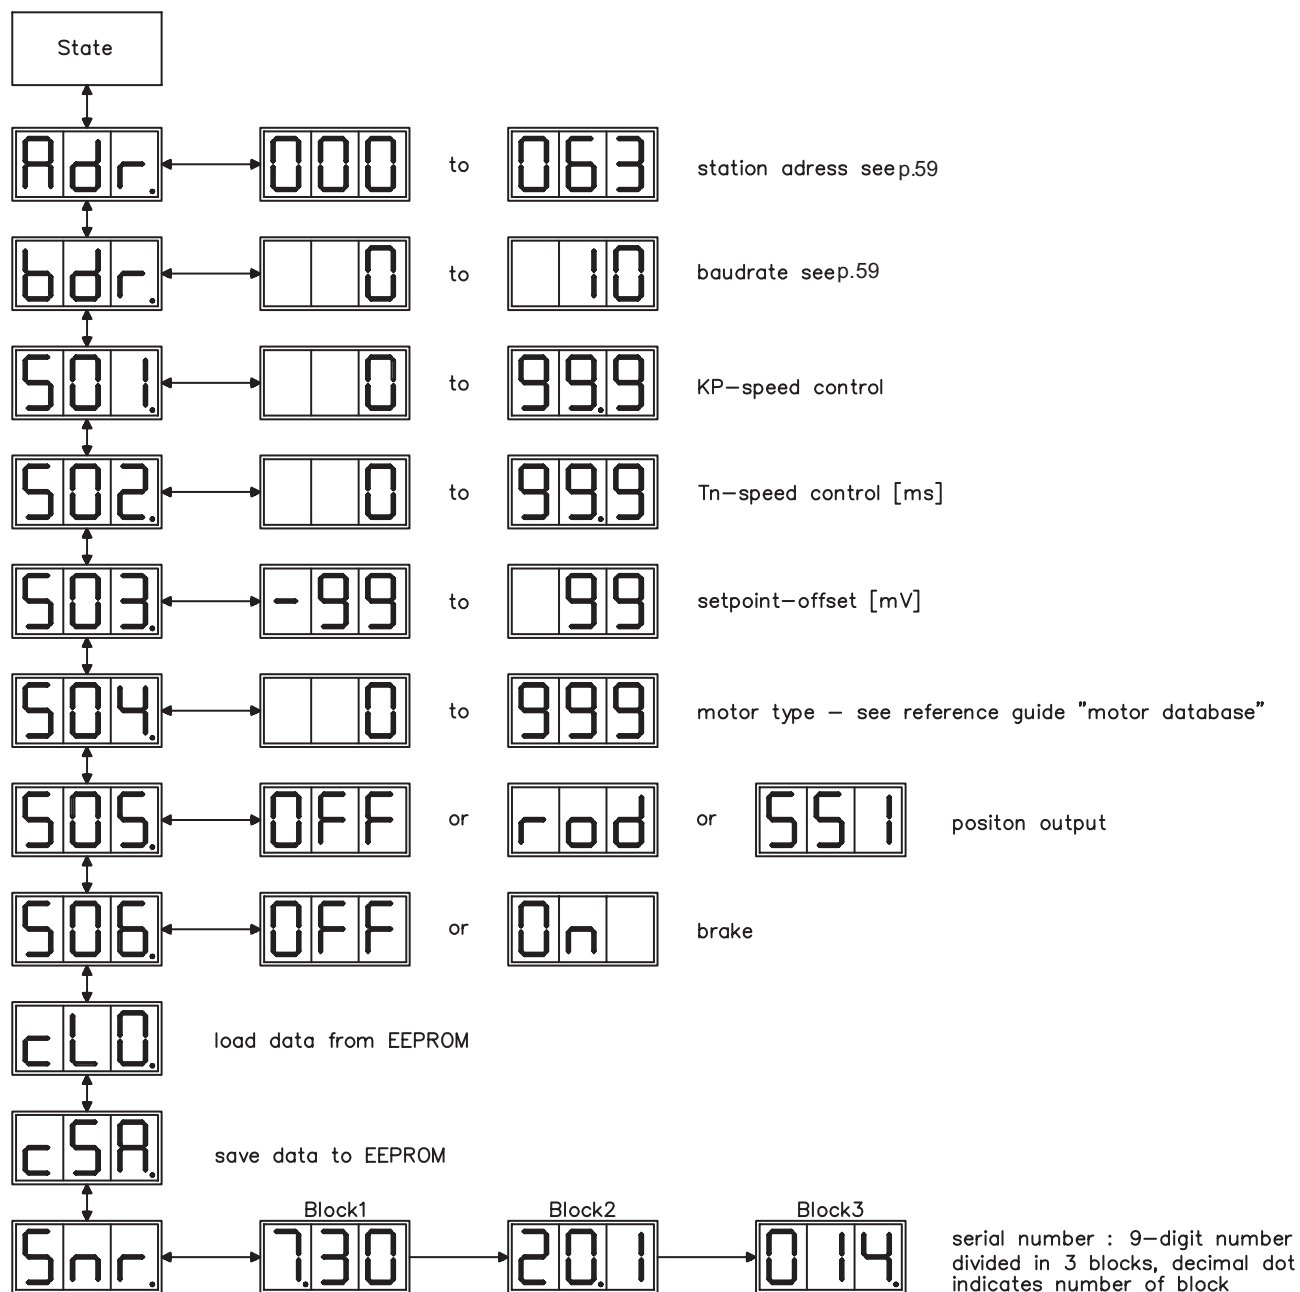 State
Adr. 000 to 063 station adress see p.59
bdr. 0 to 10 baudrate see p.59
S01. 0 to 99.9 KP-speed control
S02. 0 to 99.9 Tn-speed control [ms]
S03. -99 to 99 setpoint-offset [mV]
S04. 0 to 999 motor type - see reference guide "motor database"
S05. OFF or rod or SS1 positon output
S06. OFF or On brake
cLO. load data from EEPROM
cSA. save data to EEPROM
Block1 Block2 Block3
Snr. 7.30 20.1 014. serial number : 9-digit number
divided in 3 blocks, decimal dot
indicates number of block